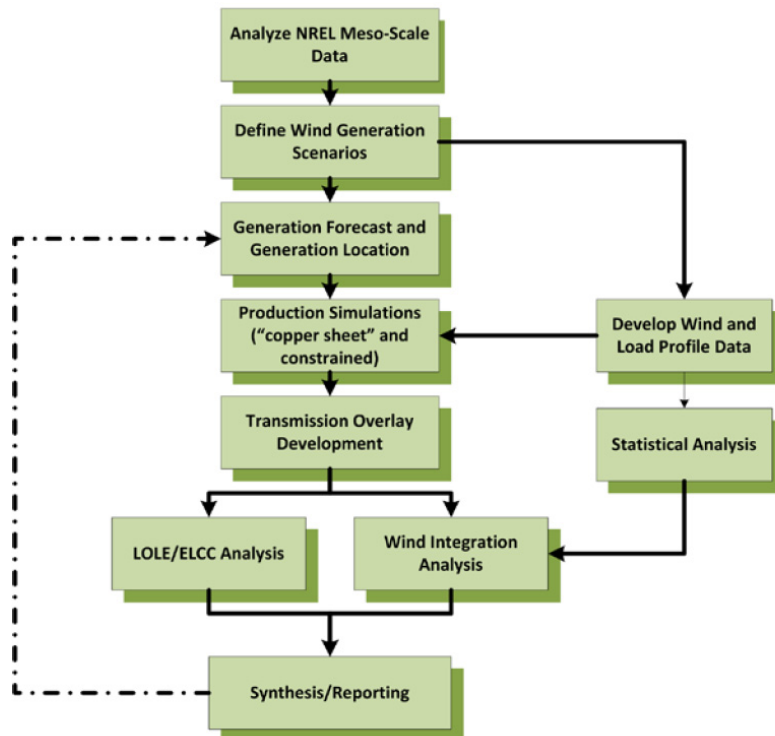 Analyze NREL Meso-Scale
Data
Define Wind Generation
Scenarios
Generation Forecast and
Generation Location
Production Simulations
(“copper sheet” and
constrained)
Develop Wind and
Load Profile Data
Transmission Overlay
Development
Statistical Analysis
LOLE/ELCC Analysis
Wind Integration
Analysis
Synthesis/Reporting